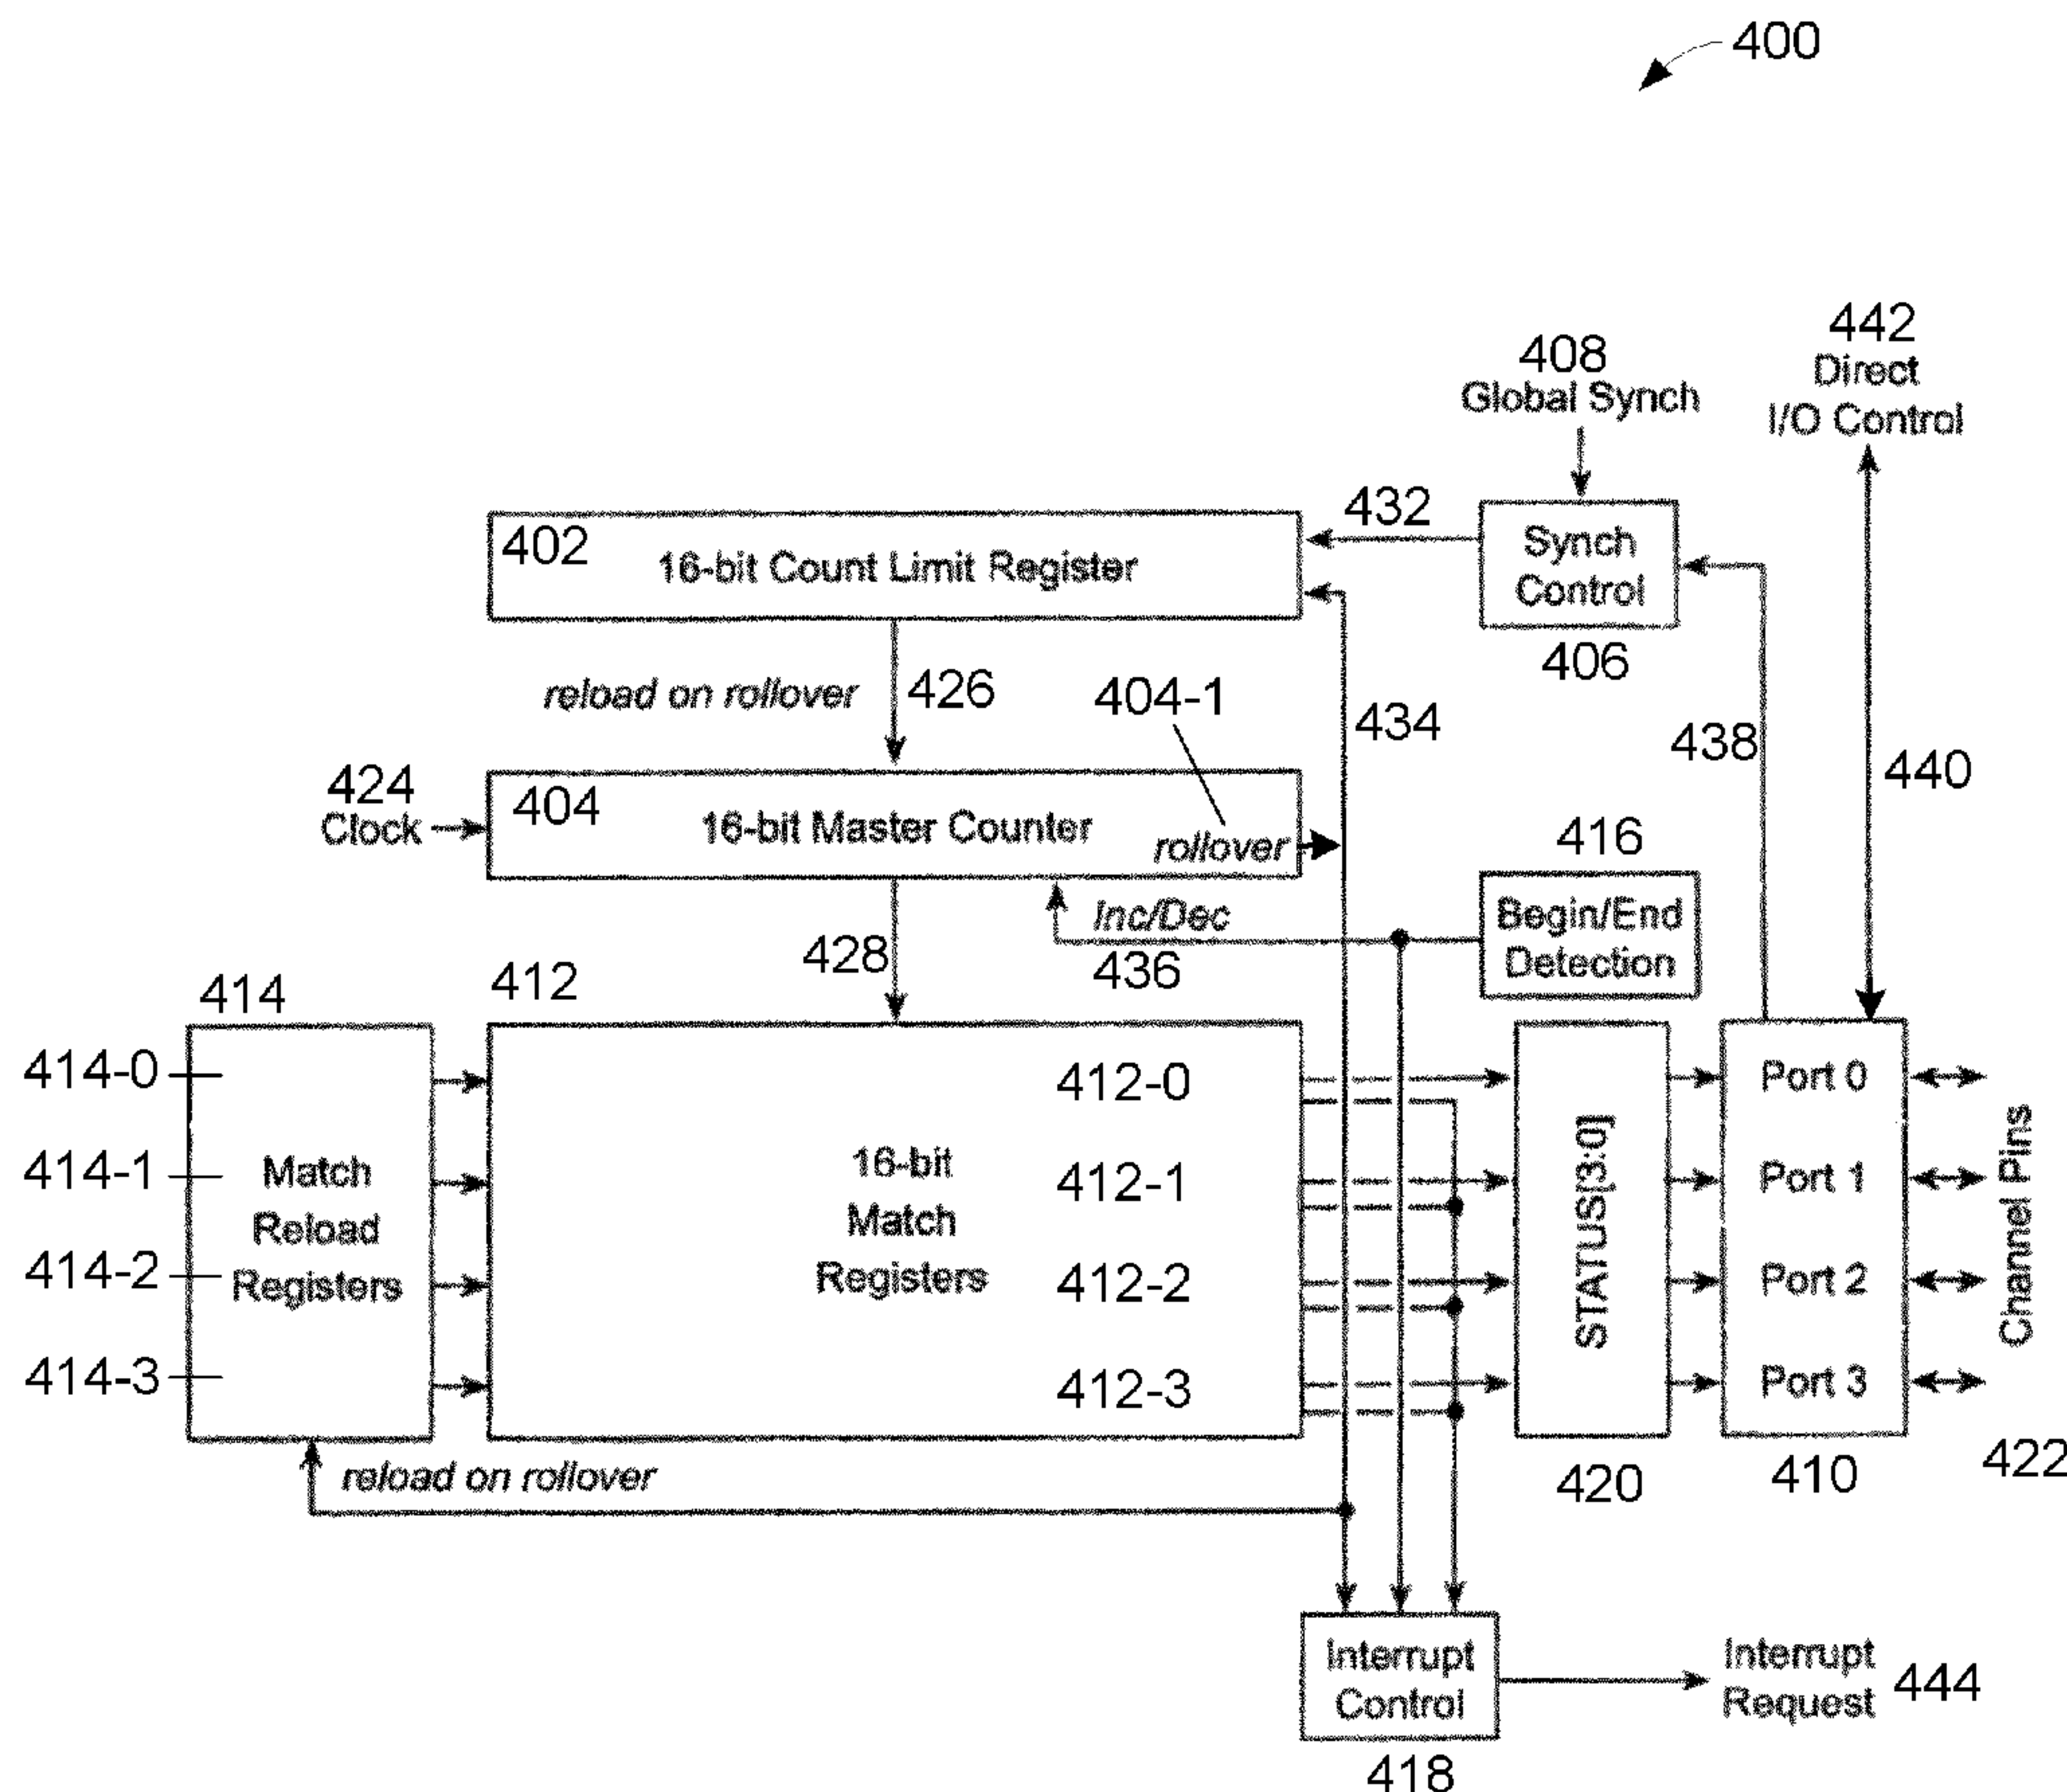 400
442
Direct
I/O Control
408
Global Synch
432
402
16-bit Count Limit Register
Synch
Control
406
reload on rollover
426
404-1
434
438
440
424
Clock
404
16-bit Master Counter
rollover
416
Begin/End
Detection
Inc/Dec
436
428
414
412
414-0
414-1
414-2
414-3
Match
Reload
Registers
16-bit
Match
Registers
412-0
412-1
412-2
412-3
STATUS[3:0]
Port 0
Port 1
Port 2
Port 3
Channel Pins
reload on rollover
420
410
422
Interrupt
Control
Interrupt
Request
444
418